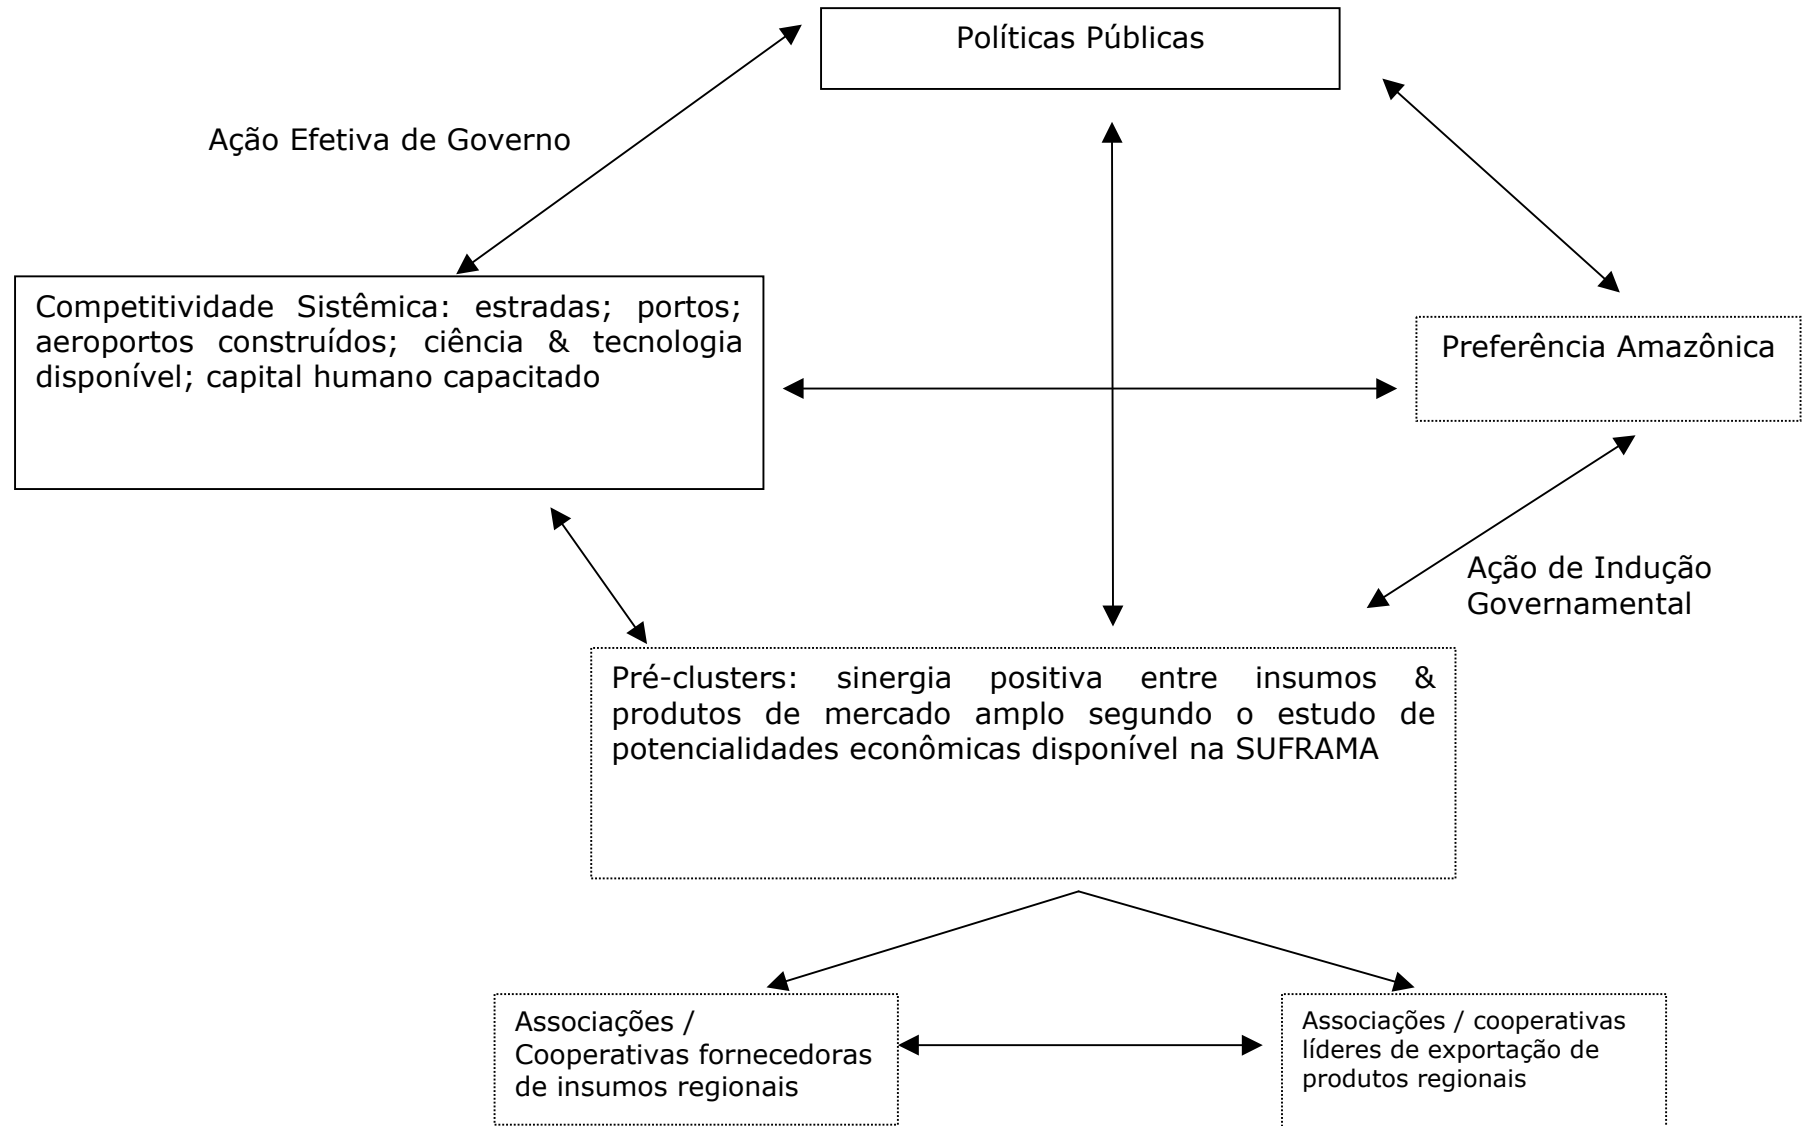 Políticas Públicas
Ação Efetiva de Governo
Competitividade Sistêmica: estradas; portos;
aeroportos construídos; ciência & tecnologia
disponível; capital humano capacitado
Preferência Amazônica
Ação de Indução
Governamental
Pré-clusters: sinergia positiva entre insumos &
produtos de mercado amplo segundo o estudo de
potencialidades econômicas disponível na SUFRAMA
Associações /
Cooperativas fornecedoras
de insumos regionais
Associações / cooperativas
líderes de exportação de
produtos regionais